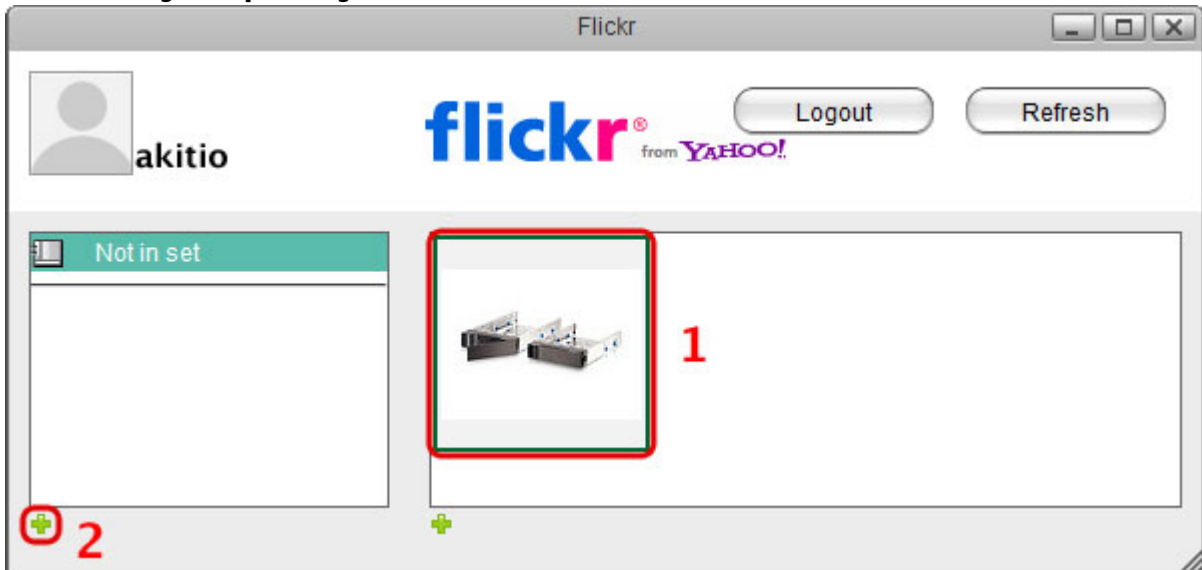 Flickr
akitio
flickr® from YAHOO!
Logout
Refresh
Not in set
1
2